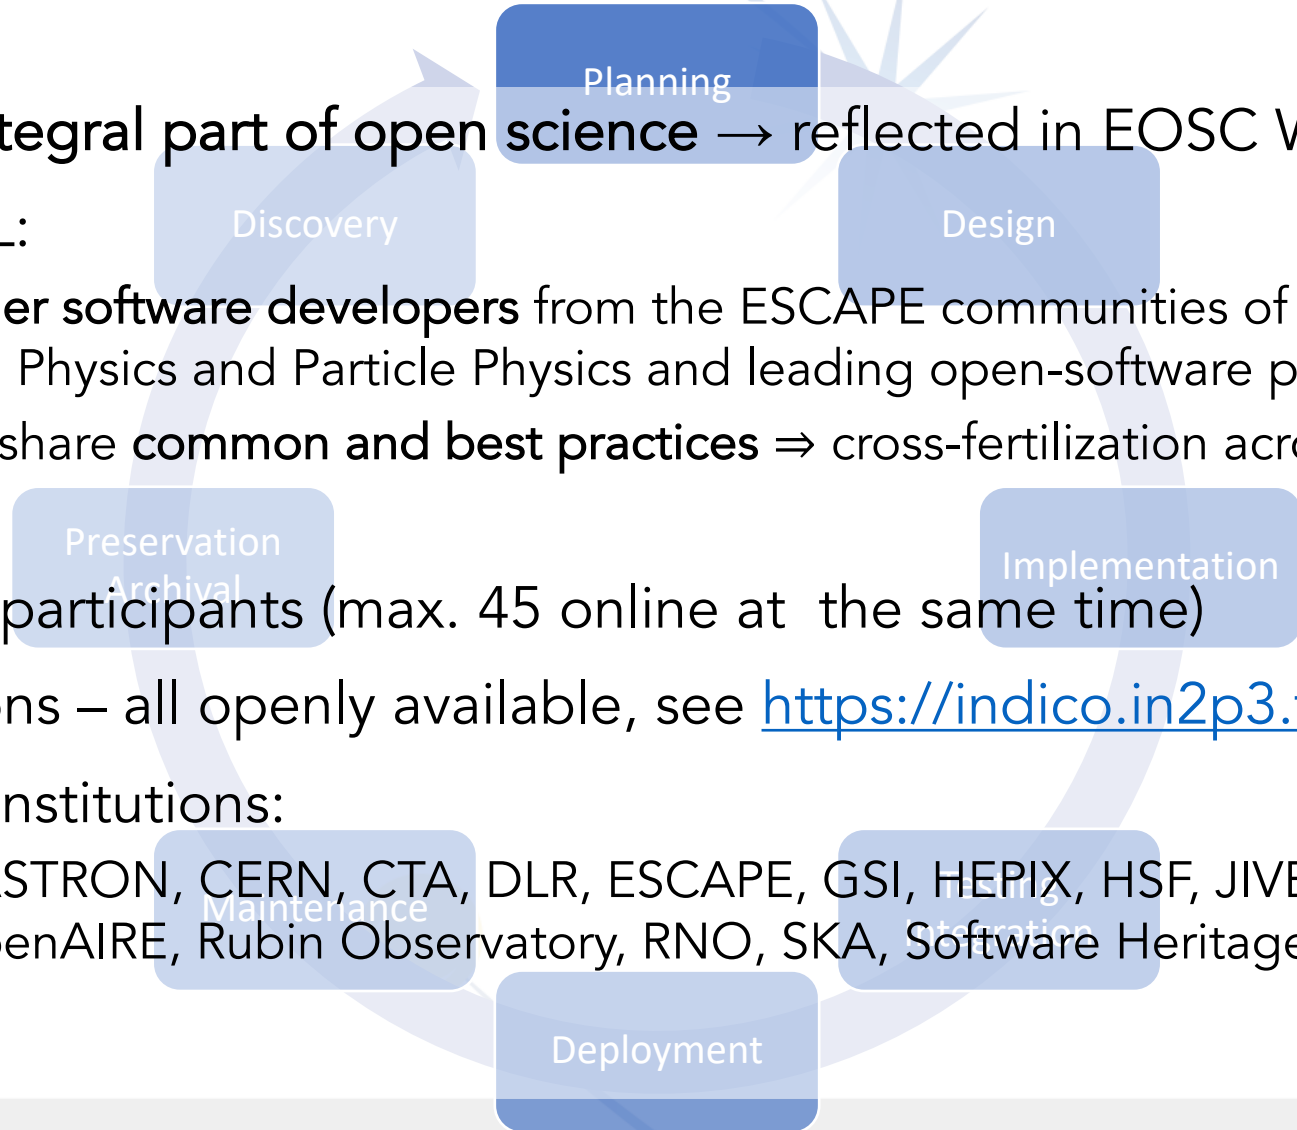 Planning
tegral part of open science → reflected in EOSC W
Discovery
Design
L:
er software developers from the ESCAPE communities of
Physics and Particle Physics and leading open-software p
share common and best practices ⇒ cross-fertilization acro
Preservation
Archival
Implementation
participants (max. 45 online at the same time)
ns – all openly available, see https://indico.in2p3.f
nstitutions:
ASTRON, CERN, CTA, DLR, ESCAPE, GSI, HEPIX, HSF, JIVE
Maintenance
Testing
Integration
penAIRE, Rubin Observatory, RNO, SKA, Software Heritage
Deployment